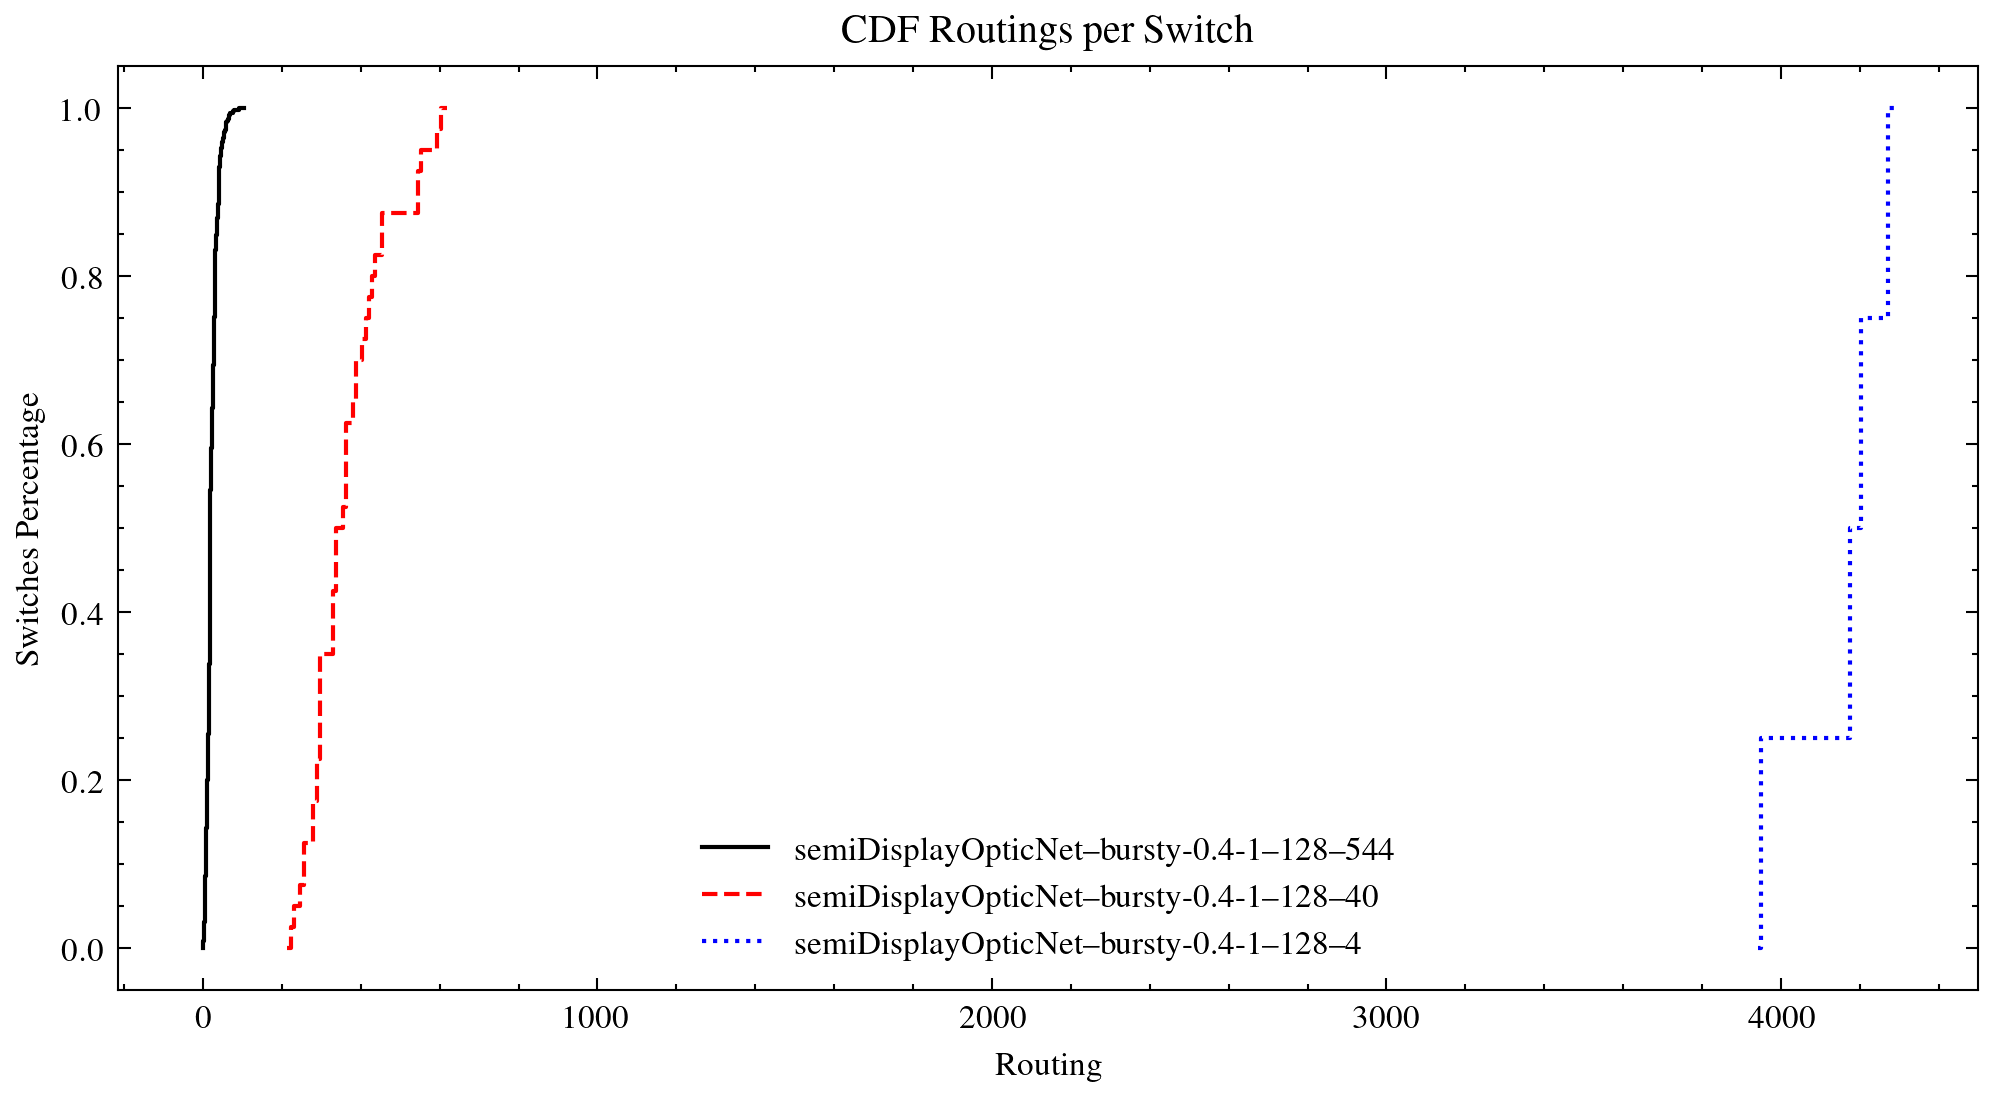 CDF Routings per Switch
1.0
0.8
0.6
0.4
0.2
0.0
Switches Percentage
semiDisplayOpticNet–bursty-0.4-1–128–544
semiDisplayOpticNet–bursty-0.4-1–128–40
semiDisplayOpticNet–bursty-0.4-1–128–4
0 1000 2000 3000 4000
Routing